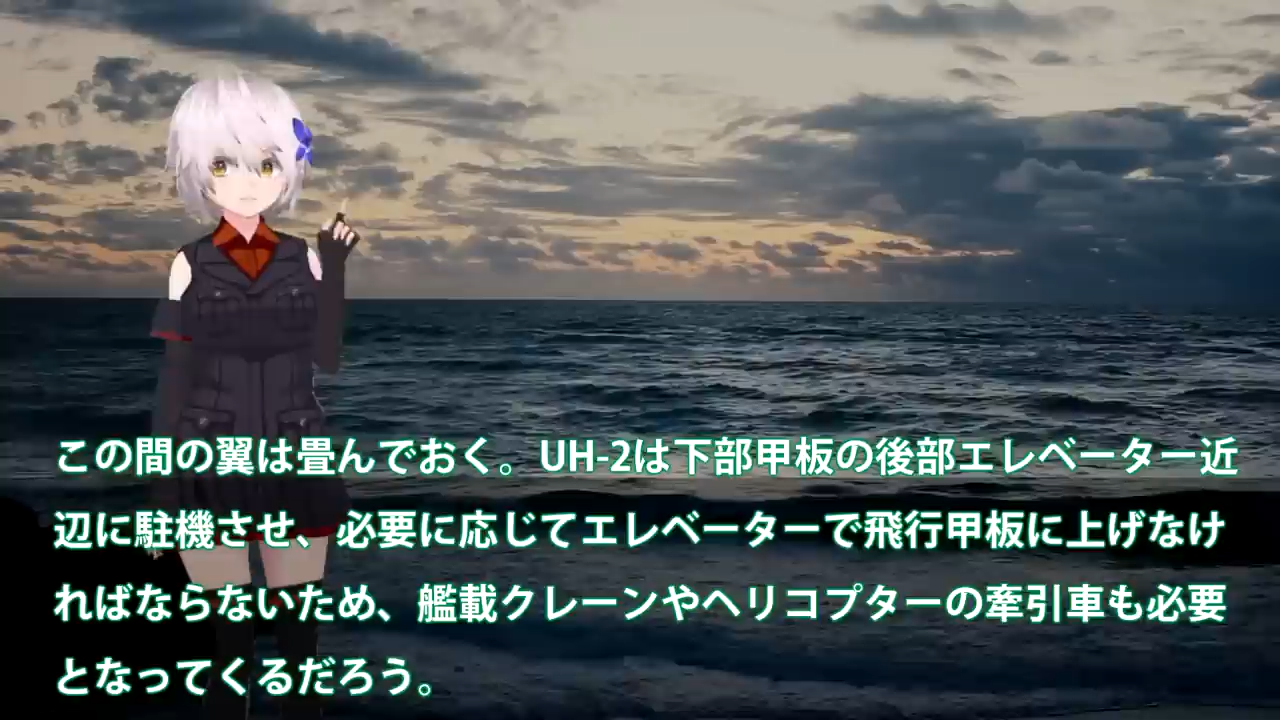 この間の翼は畳んでおく。UH-2は下部甲板の後部エレベーター近
辺に駐機させ、必要に応じてエレベーターで飛行甲板に上げなけ
ればならないため、艦載クレーンやヘリコプターの牽引車も必要
となってくるだろう。